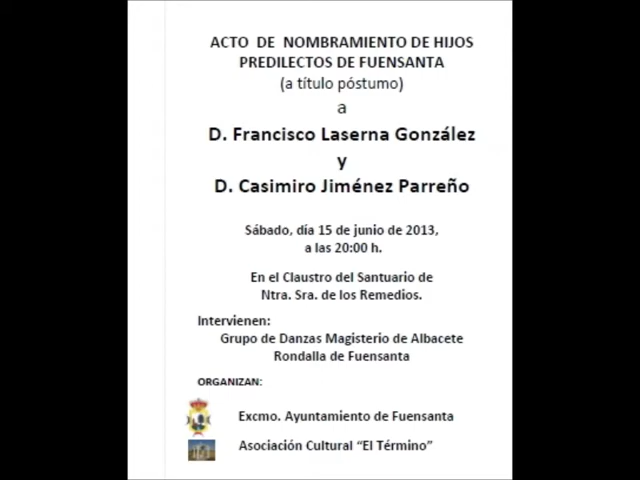 ACTO DE NOMBRAMIENTO DE HIJOS
PREDILECTOS DE FUENSANTA
(a título póstumo)
a
D. Francisco Laserna González
y
D. Casimiro Jiménez Parreño
Sábado, día 15 de junio de 2013,
a las 20:00 h.
En el Claustro del Santuario de
Ntra. Sra. de los Remedios.
Intervienen:
Grupo de Danzas Magisterio de Albacete
Rondalla de Fuensanta
ORGANIZAN:
Excmo. Ayuntamiento de Fuensanta
Asociación Cultural “El Término”